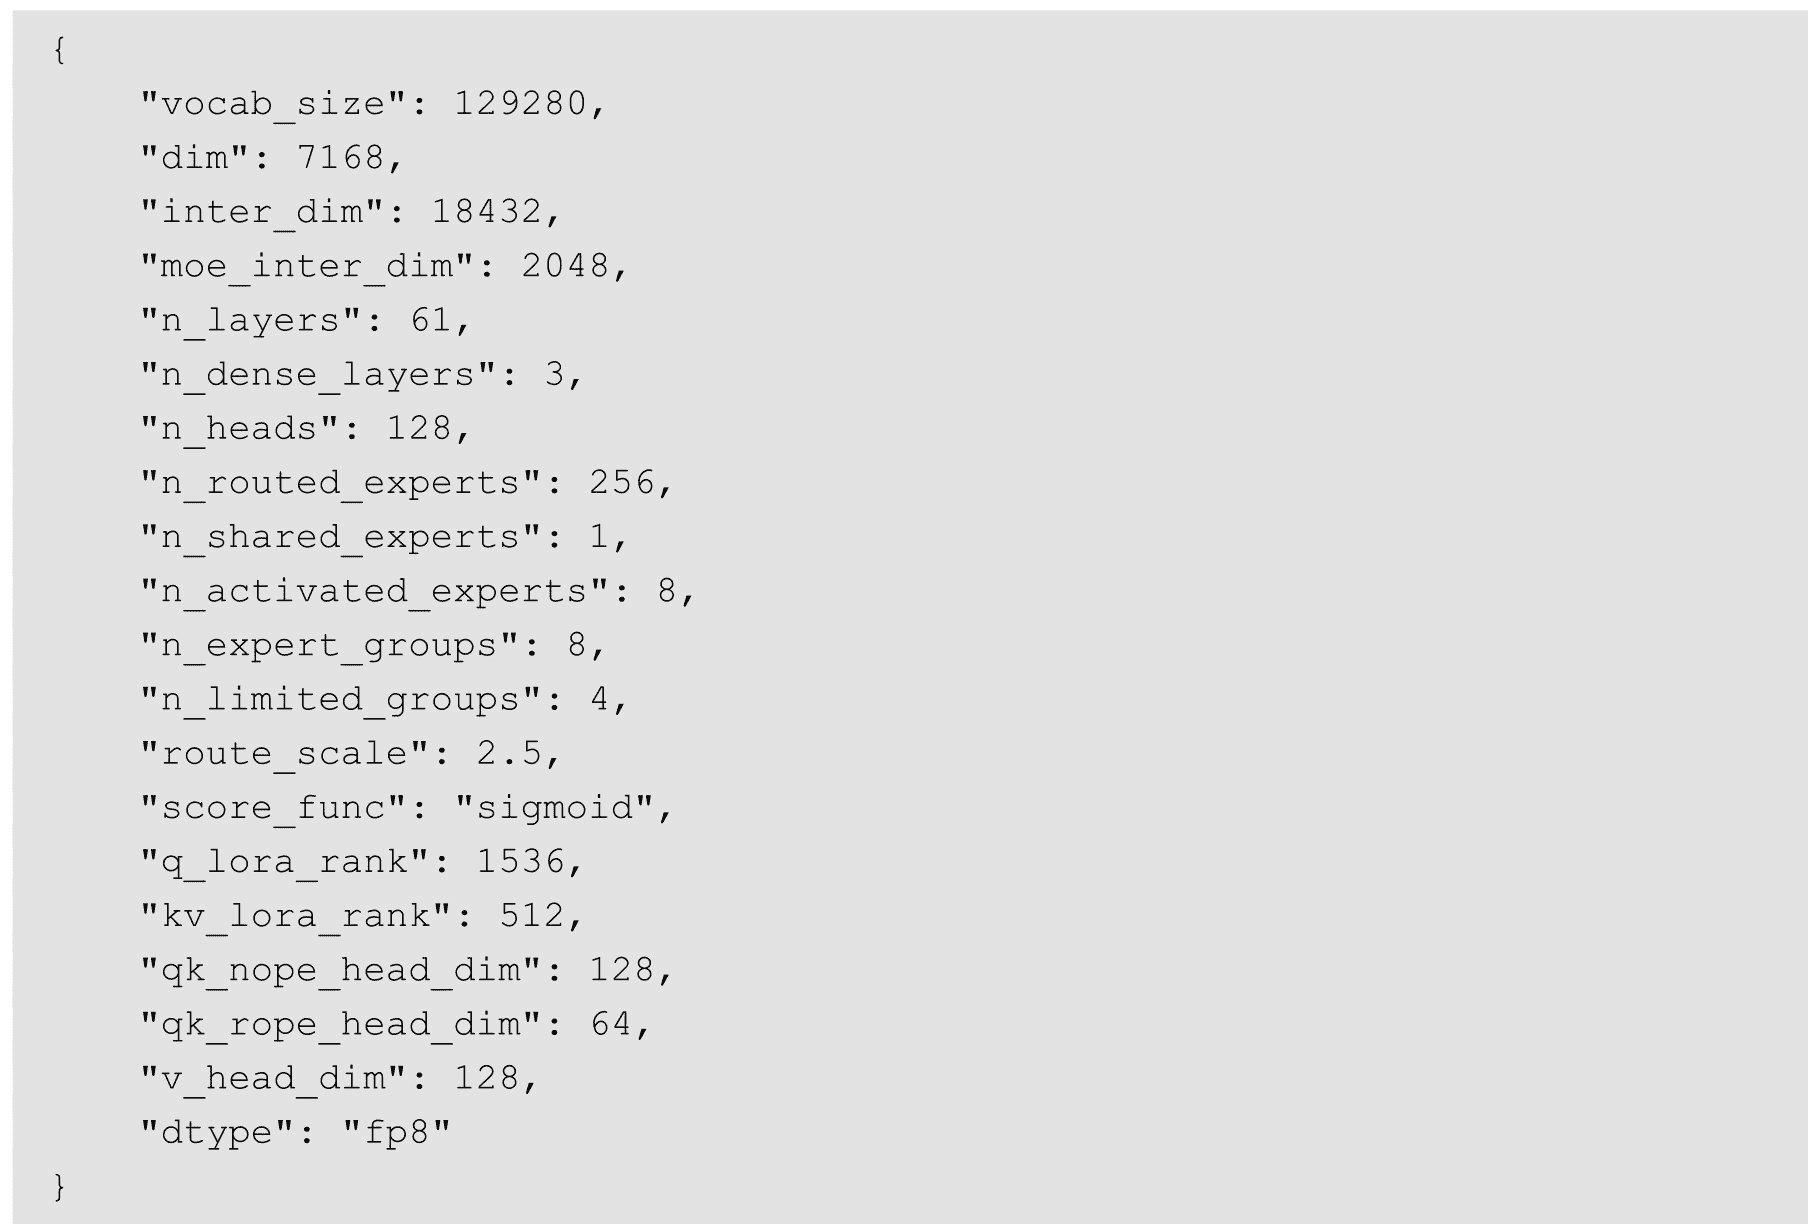 {
"vocab_size": 129280,
"dim": 7168,
"inter_dim": 18432,
"moe_inter_dim": 2048,
"n_layers": 61,
"n_dense_layers": 3,
"n_heads": 128,
"n_routed_experts": 256,
"n_shared_experts": 1,
"n_activated_experts": 8,
"n_expert_groups": 8,
"n_limited_groups": 4,
"route_scale": 2.5,
"score_func": "sigmoid",
"q_lora_rank": 1536,
"kv_lora_rank": 512,
"qk_nope_head_dim": 128,
"qk_rope_head_dim": 64,
"v_head_dim": 128,
"dtype": "fp8"
}